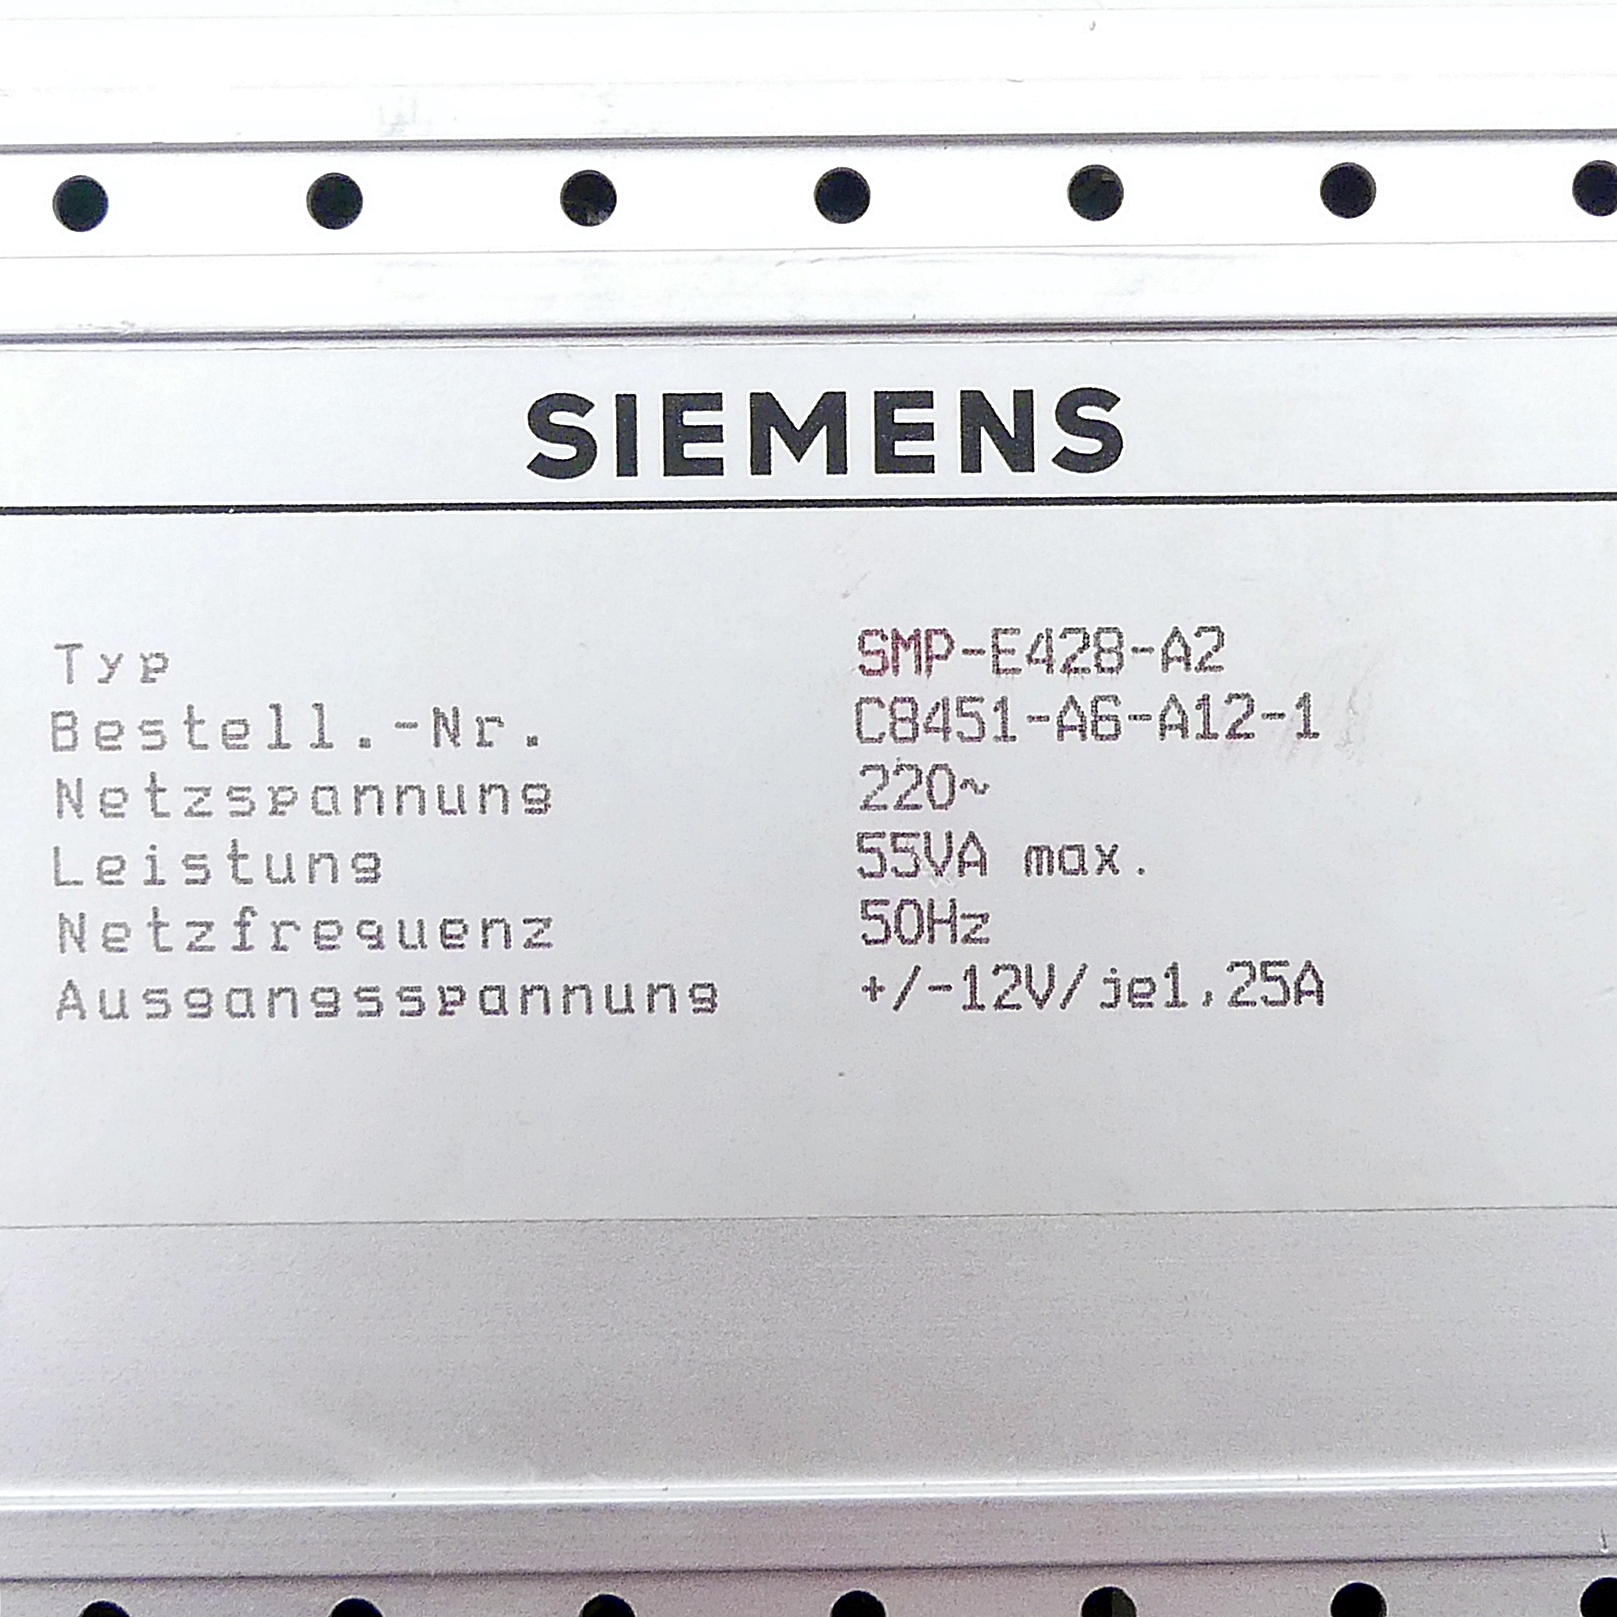 SIEMENS
Typ SMP-E428-A2
Bestell.-Nr. C8451-A6-A12-1
Netzspannung 220~
Leistung 55VA max.
Netzfrequenz 50Hz
Ausgangsspannung +/-12V/je1,25A